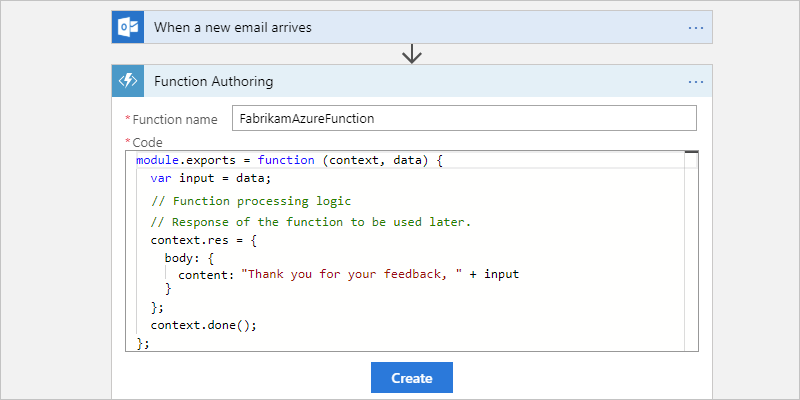 When a new email arrives
Function Authoring
*Function name FabrikamAzureFunction
*Code
module.exports = function (context, data) {
  var input = data;
  // Function processing logic
  // Response of the function to be used later.
  context.res = {
    body: {
      content: "Thank you for your feedback, " + input
    }
  };
  context.done();
};
Create